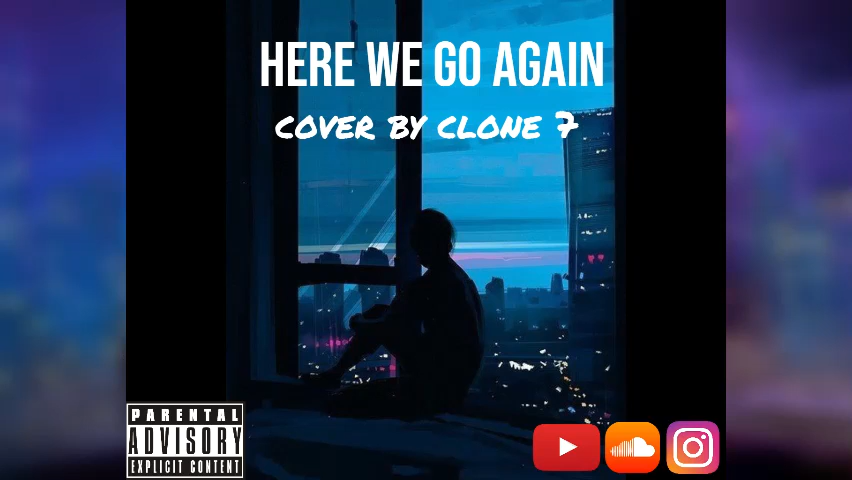 HERE WE GO AGAIN
COVER BY CLONE 7
PARENTAL
ADVISORY
EXPLICIT CONTENT